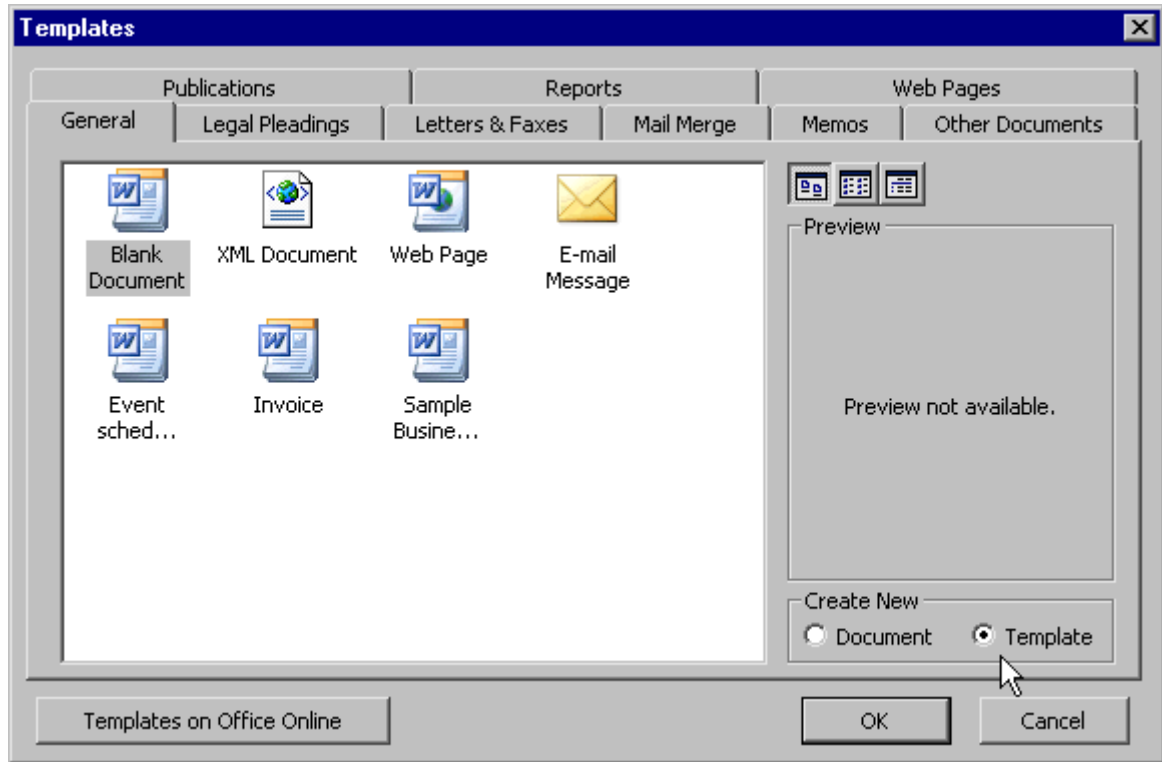 Templates
Publications Reports Web Pages
General Legal Pleadings Letters & Faxes Mail Merge Memos Other Documents
Blank
Document
XML Document
Web Page
E-mail
Message
Event
sched...
Invoice
Sample
Busine...
Preview
Preview not available.
Create New
Document Template
Templates on Office Online
OK
Cancel